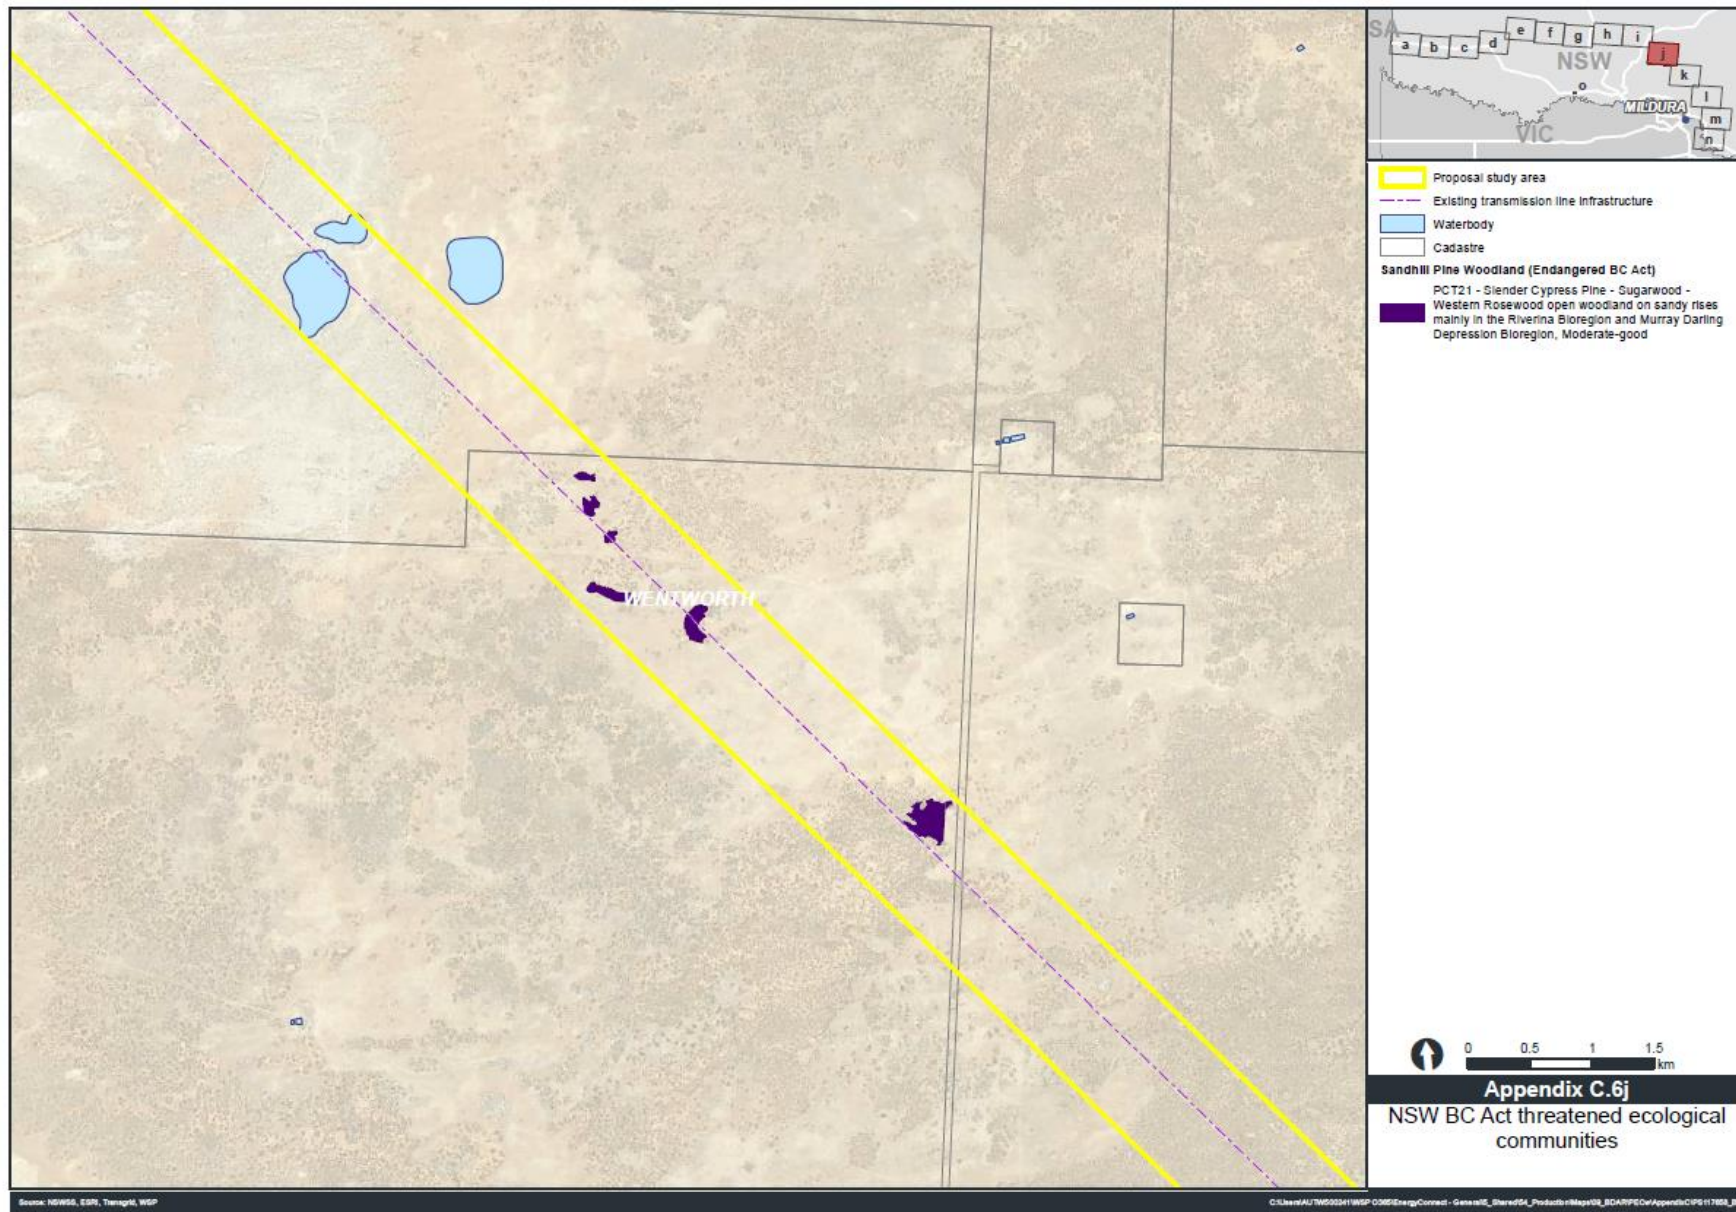 SA
a b c d e f g h i
j
NSW
k
o
l
MILDURA
m
VIC
n
Proposal study area
Existing transmission line infrastructure
Waterbody
Cadastre
Sandhill Pine Woodland (Endangered BC Act)
PCT21 - Slender Cypress Pine - Sugarwood -
Western Rosewood open woodland on sandy rises
mainly in the Riverina Bioregion and Murray Darling
Depression Bioregion, Moderate-good
WENTWORTH
0 0.5 1 1.5
km
Appendix C.6j
NSW BC Act threatened ecological
communities
Source: NSWSS, ESRI, Transgrid, WSP